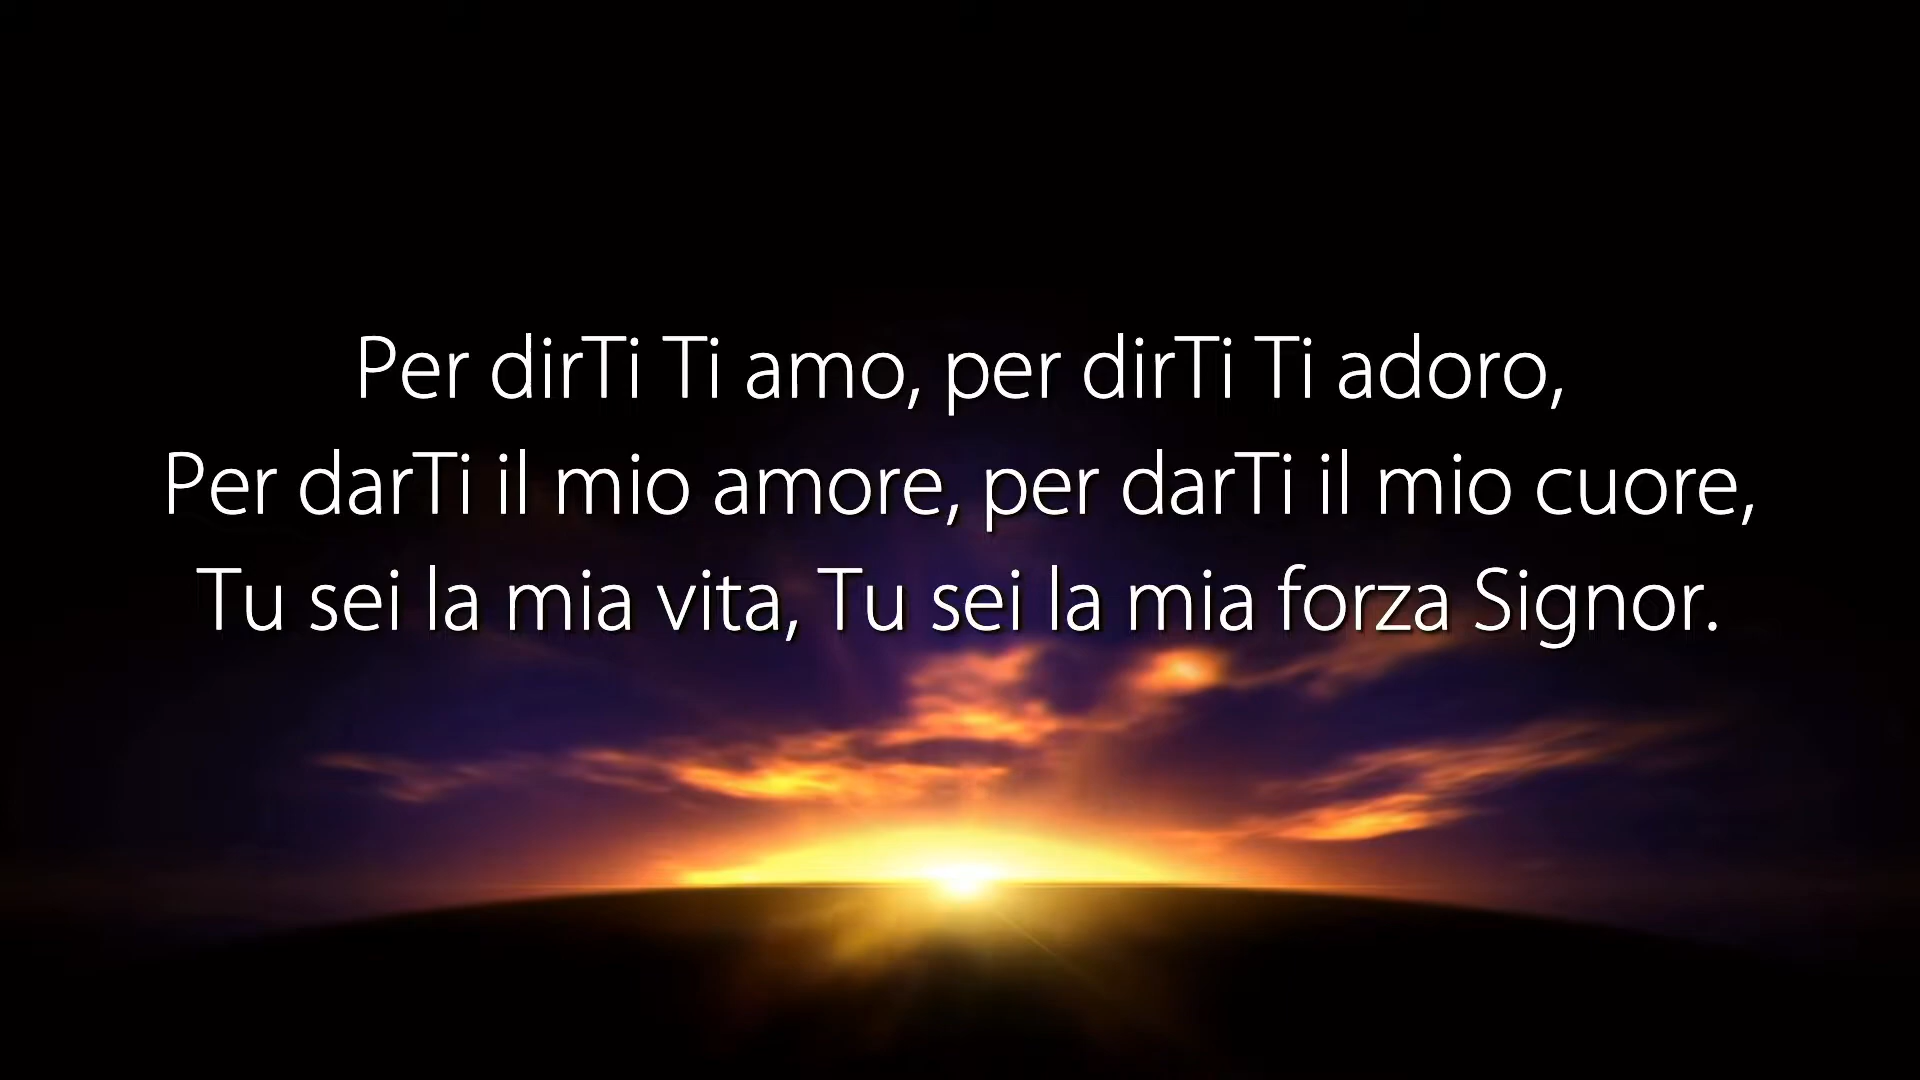 Per dirTi Ti amo, per dirTi Ti adoro,
Per darTi il mio amore, per darTi il mio cuore,
Tu sei la mia vita, Tu sei la mia forza Signor.